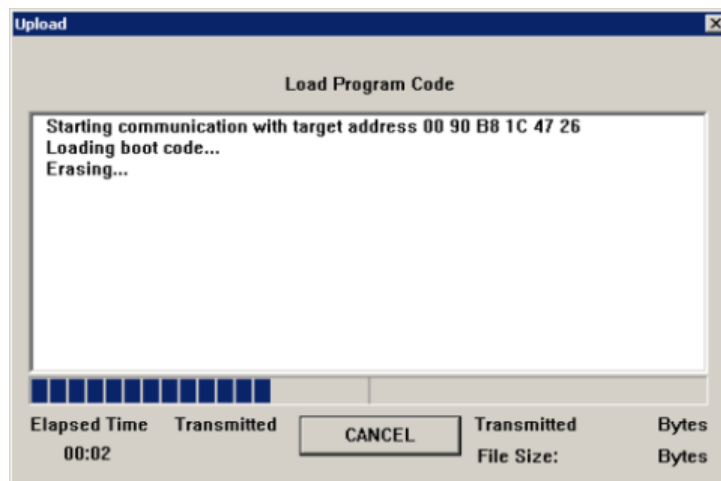 Upload
Load Program Code
Starting communication with target address 00 90 B8 1C 47 26
Loading boot code...
Erasing...
Elapsed Time Transmitted CANCEL Transmitted Bytes
00:02 File Size: Bytes